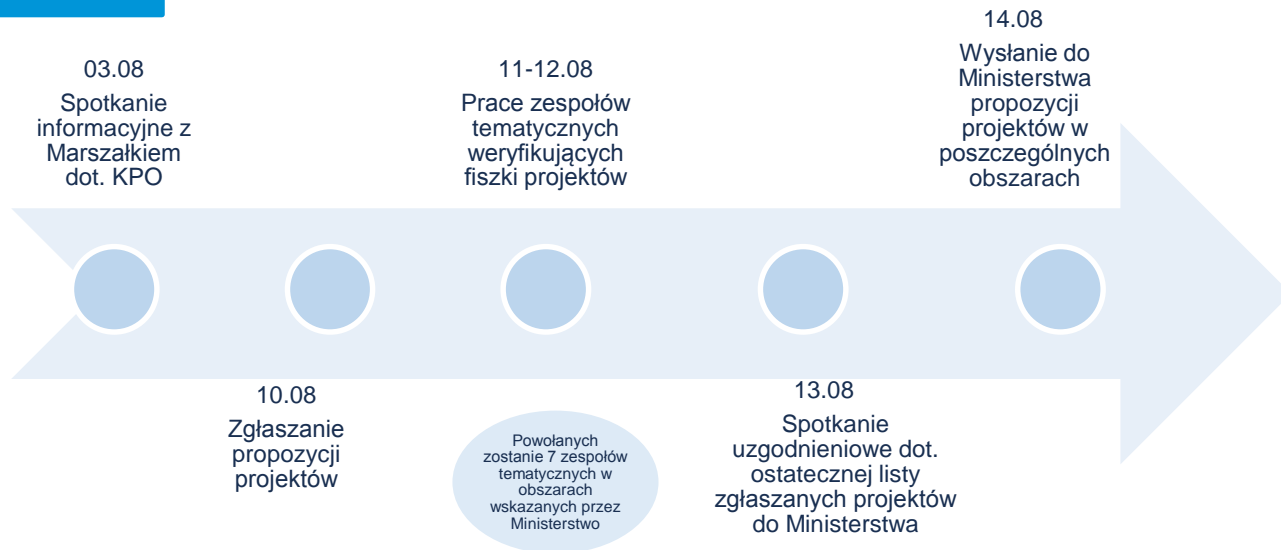 03.08
Spotkanie
informacyjne z
Marszałkiem
dot. KPO
10.08
Zgłaszanie
propozycji
projektów
11-12.08
Prace zespołów
tematycznych
weryfikujących
fiszki projektów
Powołanych
zostanie 7 zespołów
tematycznych w
obszarach
wskazanych przez
Ministerstwo
13.08
Spotkanie
uzgodnieniowe dot.
ostatecznej listy
zgłaszanych projektów
do Ministerstwa
14.08
Wysłanie do
Ministerstwa
propozycji
projektów w
poszczególnych
obszarach